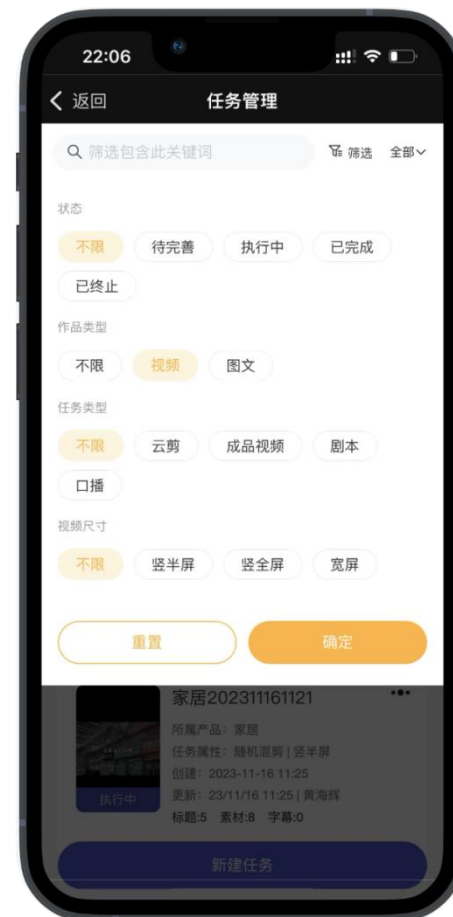 22:06
返回 任务管理
筛选包含此关键词 筛选 全部
状态
不限 待完善 执行中 已完成
已终止
作品类型
不限 视频 图文
任务类型
不限 云剪 成品视频 剧本
口播
视频尺寸
不限 竖半屏 竖全屏 宽屏
重置 确定
家居202311161121
所属产品：家居
任务属性：随机混剪 | 竖半屏
创建：2023-11-16 11:25
执行中 更新：23/11/16 11:25 | 黄海辉
标题:5 素材:8 字幕:0
新建任务